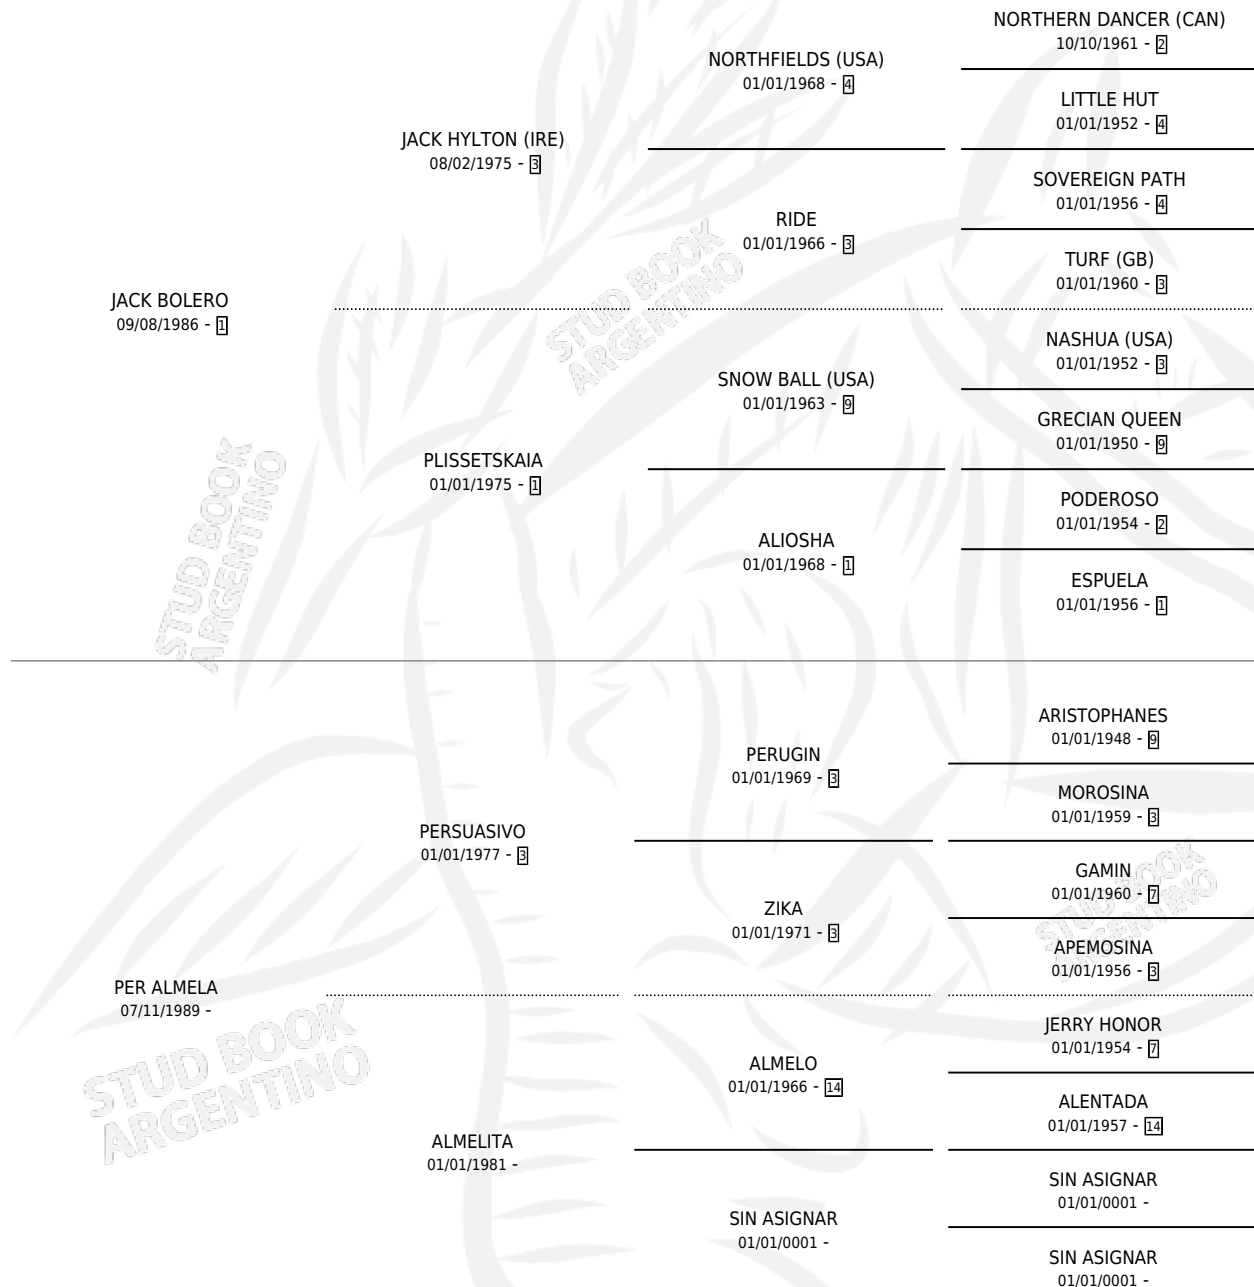 NORTHERN DANCER (CAN)
10/10/1961 - 2
NORTHFIELDS (USA)
01/01/1968 - 4
LITTLE HUT
01/01/1952 - 4
JACK HYLTON (IRE)
08/02/1975 - 3
SOVEREIGN PATH
01/01/1956 - 4
RIDE
01/01/1966 - 3
TURF (GB)
01/01/1960 - 3
JACK BOLERO
09/08/1986 - 1
NASHUA (USA)
01/01/1952 - 3
SNOW BALL (USA)
01/01/1963 - 9
GRECIAN QUEEN
01/01/1950 - 9
PLISSETSKAIA
01/01/1975 - 1
PODEROSO
01/01/1954 - 2
ALIOSHA
01/01/1968 - 1
ESPUELA
01/01/1956 - 1
ARISTOPHANES
01/01/1948 - 9
PERUGIN
01/01/1969 - 3
MOROSINA
01/01/1959 - 3
PERSUASIVO
01/01/1977 - 3
GAMIN
01/01/1960 - 7
ZIKA
01/01/1971 - 3
APEMOSINA
01/01/1956 - 3
PER ALMELA
07/11/1989 -
JERRY HONOR
01/01/1954 - 7
ALMELO
01/01/1966 - 14
ALENTADA
01/01/1957 - 14
ALMELITA
01/01/1981 -
SIN ASIGNAR
01/01/0001 -
SIN ASIGNAR
01/01/0001 -
SIN ASIGNAR
01/01/0001 -
STUD BOOK
ARGENTINO
STUD BOOK
ARGENTINO
STUD BOOK
ARGENTINO
STUD BOOK
ARGENTINO